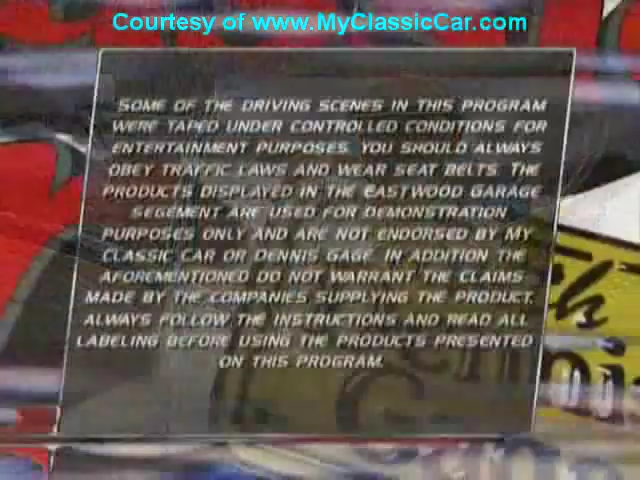 Courtesy of www.MyClassicCar.com
SOME OF THE DRIVING SCENES IN THIS PROGRAM
WERE TAPED UNDER CONTROLLED CONDITIONS FOR
ENTERTAINMENT PURPOSES. YOU SHOULD ALWAYS
OBEY TRAFFIC LAWS AND WEAR SEAT BELTS. THE
PRODUCTS DISPLAYED IN THE EASTWOOD GARAGE
SEGEMENT ARE USED FOR DEMONSTRATION
PURPOSES ONLY AND ARE NOT ENDORSED BY MY
CLASSIC CAR OR DENNIS GAGE. IN ADDITION THE
AFOREMENTIONED DO NOT WARRANT THE CLAIMS
MADE BY THE COMPANIES SUPPLYING THE PRODUCT.
ALWAYS FOLLOW THE INSTRUCTIONS AND READ ALL
LABELING BEFORE USING THE PRODUCTS PRESENTED
ON THIS PROGRAM.